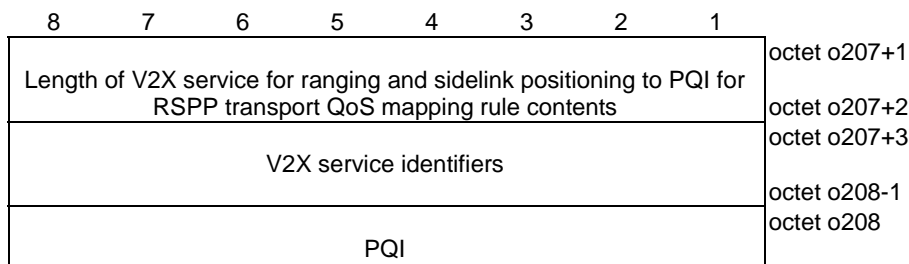 8 7 6 5 4 3 2 1
octet o207+1
Length of V2X service for ranging and sidelink positioning to PQI for
RSPP transport QoS mapping rule contents
octet o207+2
octet o207+3
V2X service identifiers
octet o208-1
octet o208
PQI